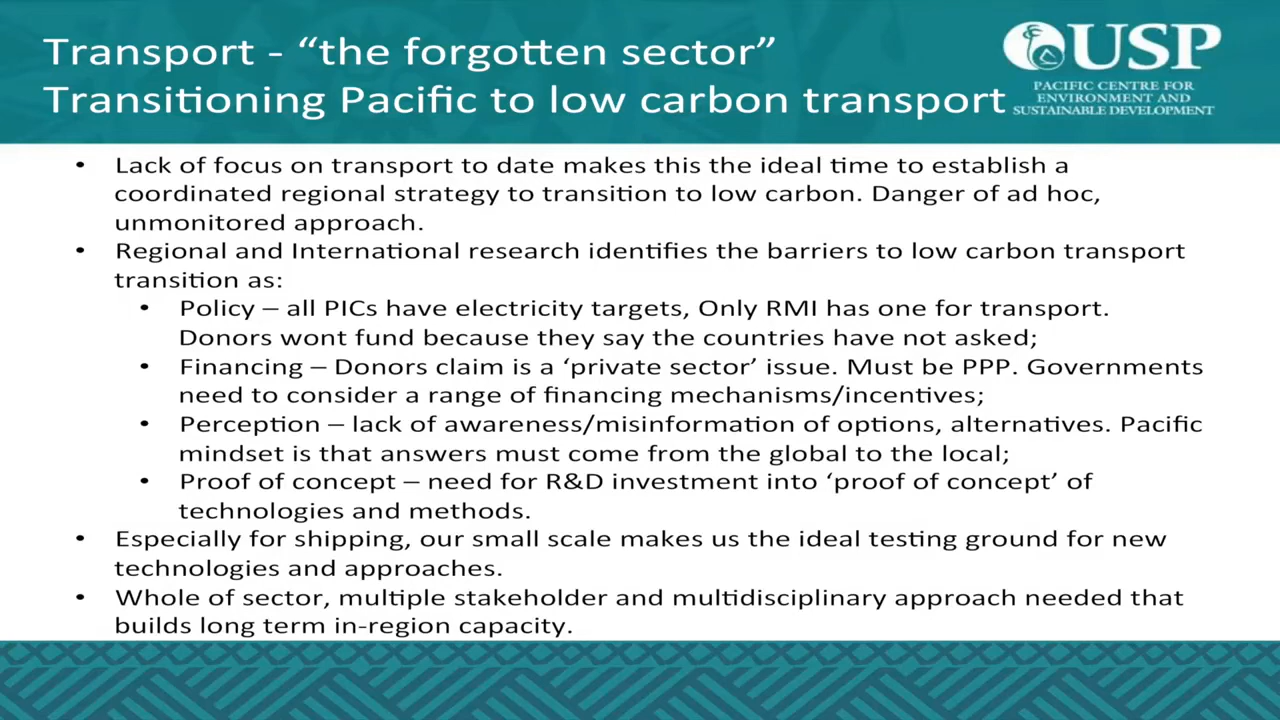 Transport - “the forgotten sector”
Transitioning Pacific to low carbon transport
USP
PACIFIC CENTRE FOR
ENVIRONMENT AND
SUSTAINABLE DEVELOPMENT
• Lack of focus on transport to date makes this the ideal time to establish a
coordinated regional strategy to transition to low carbon. Danger of ad hoc,
unmonitored approach.
• Regional and International research identifies the barriers to low carbon transport
transition as:
• Policy – all PICs have electricity targets, Only RMI has one for transport.
Donors wont fund because they say the countries have not asked;
• Financing – Donors claim is a ‘private sector’ issue. Must be PPP. Governments
need to consider a range of financing mechanisms/incentives;
• Perception – lack of awareness/misinformation of options, alternatives. Pacific
mindset is that answers must come from the global to the local;
• Proof of concept – need for R&D investment into ‘proof of concept’ of
technologies and methods.
• Especially for shipping, our small scale makes us the ideal testing ground for new
technologies and approaches.
• Whole of sector, multiple stakeholder and multidisciplinary approach needed that
builds long term in-region capacity.